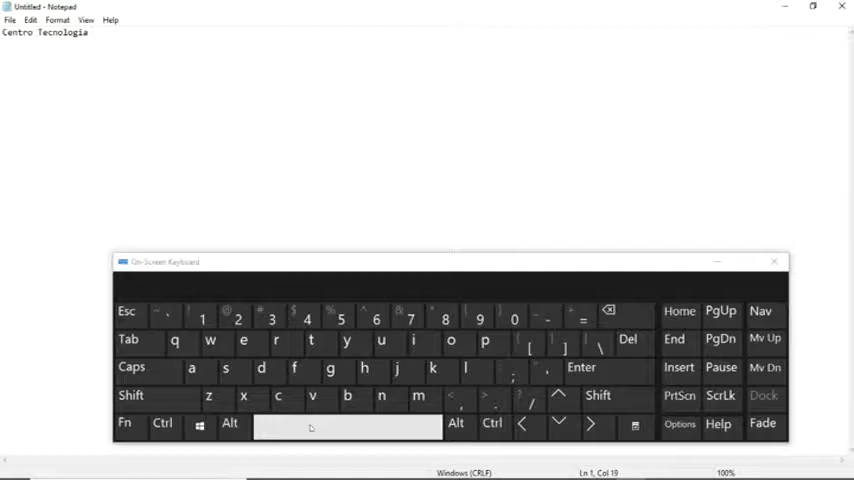 Untitled - Notepad
File Edit Format View Help
Centro Tecnologia
On-Screen Keyboard
Esc ~ ` ! 1 @ 2 # 3 $ 4 % 5 ^ 6 & 7 * 8 ( 9 ) 0 _ - + = Home PgUp Nav
Tab q w e r t y u i o p { [ } ] | \ Del End PgDn Mv Up
Caps a s d f g h j k l : ; " ' Enter Insert Pause Mv Dn
Shift z x c v b n m < , > . ? / Shift PrtScn ScrLk Dock
Fn Ctrl Alt Alt Ctrl Options Help Fade
Windows (CRLF) Ln 1, Col 19 100%